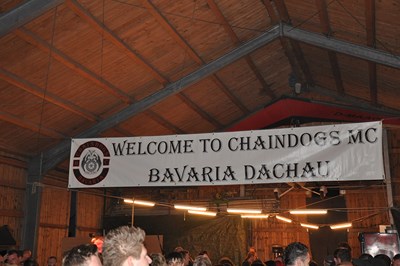 WELCOME TO CHAINDOGS MC
BAVARIA DACHAU